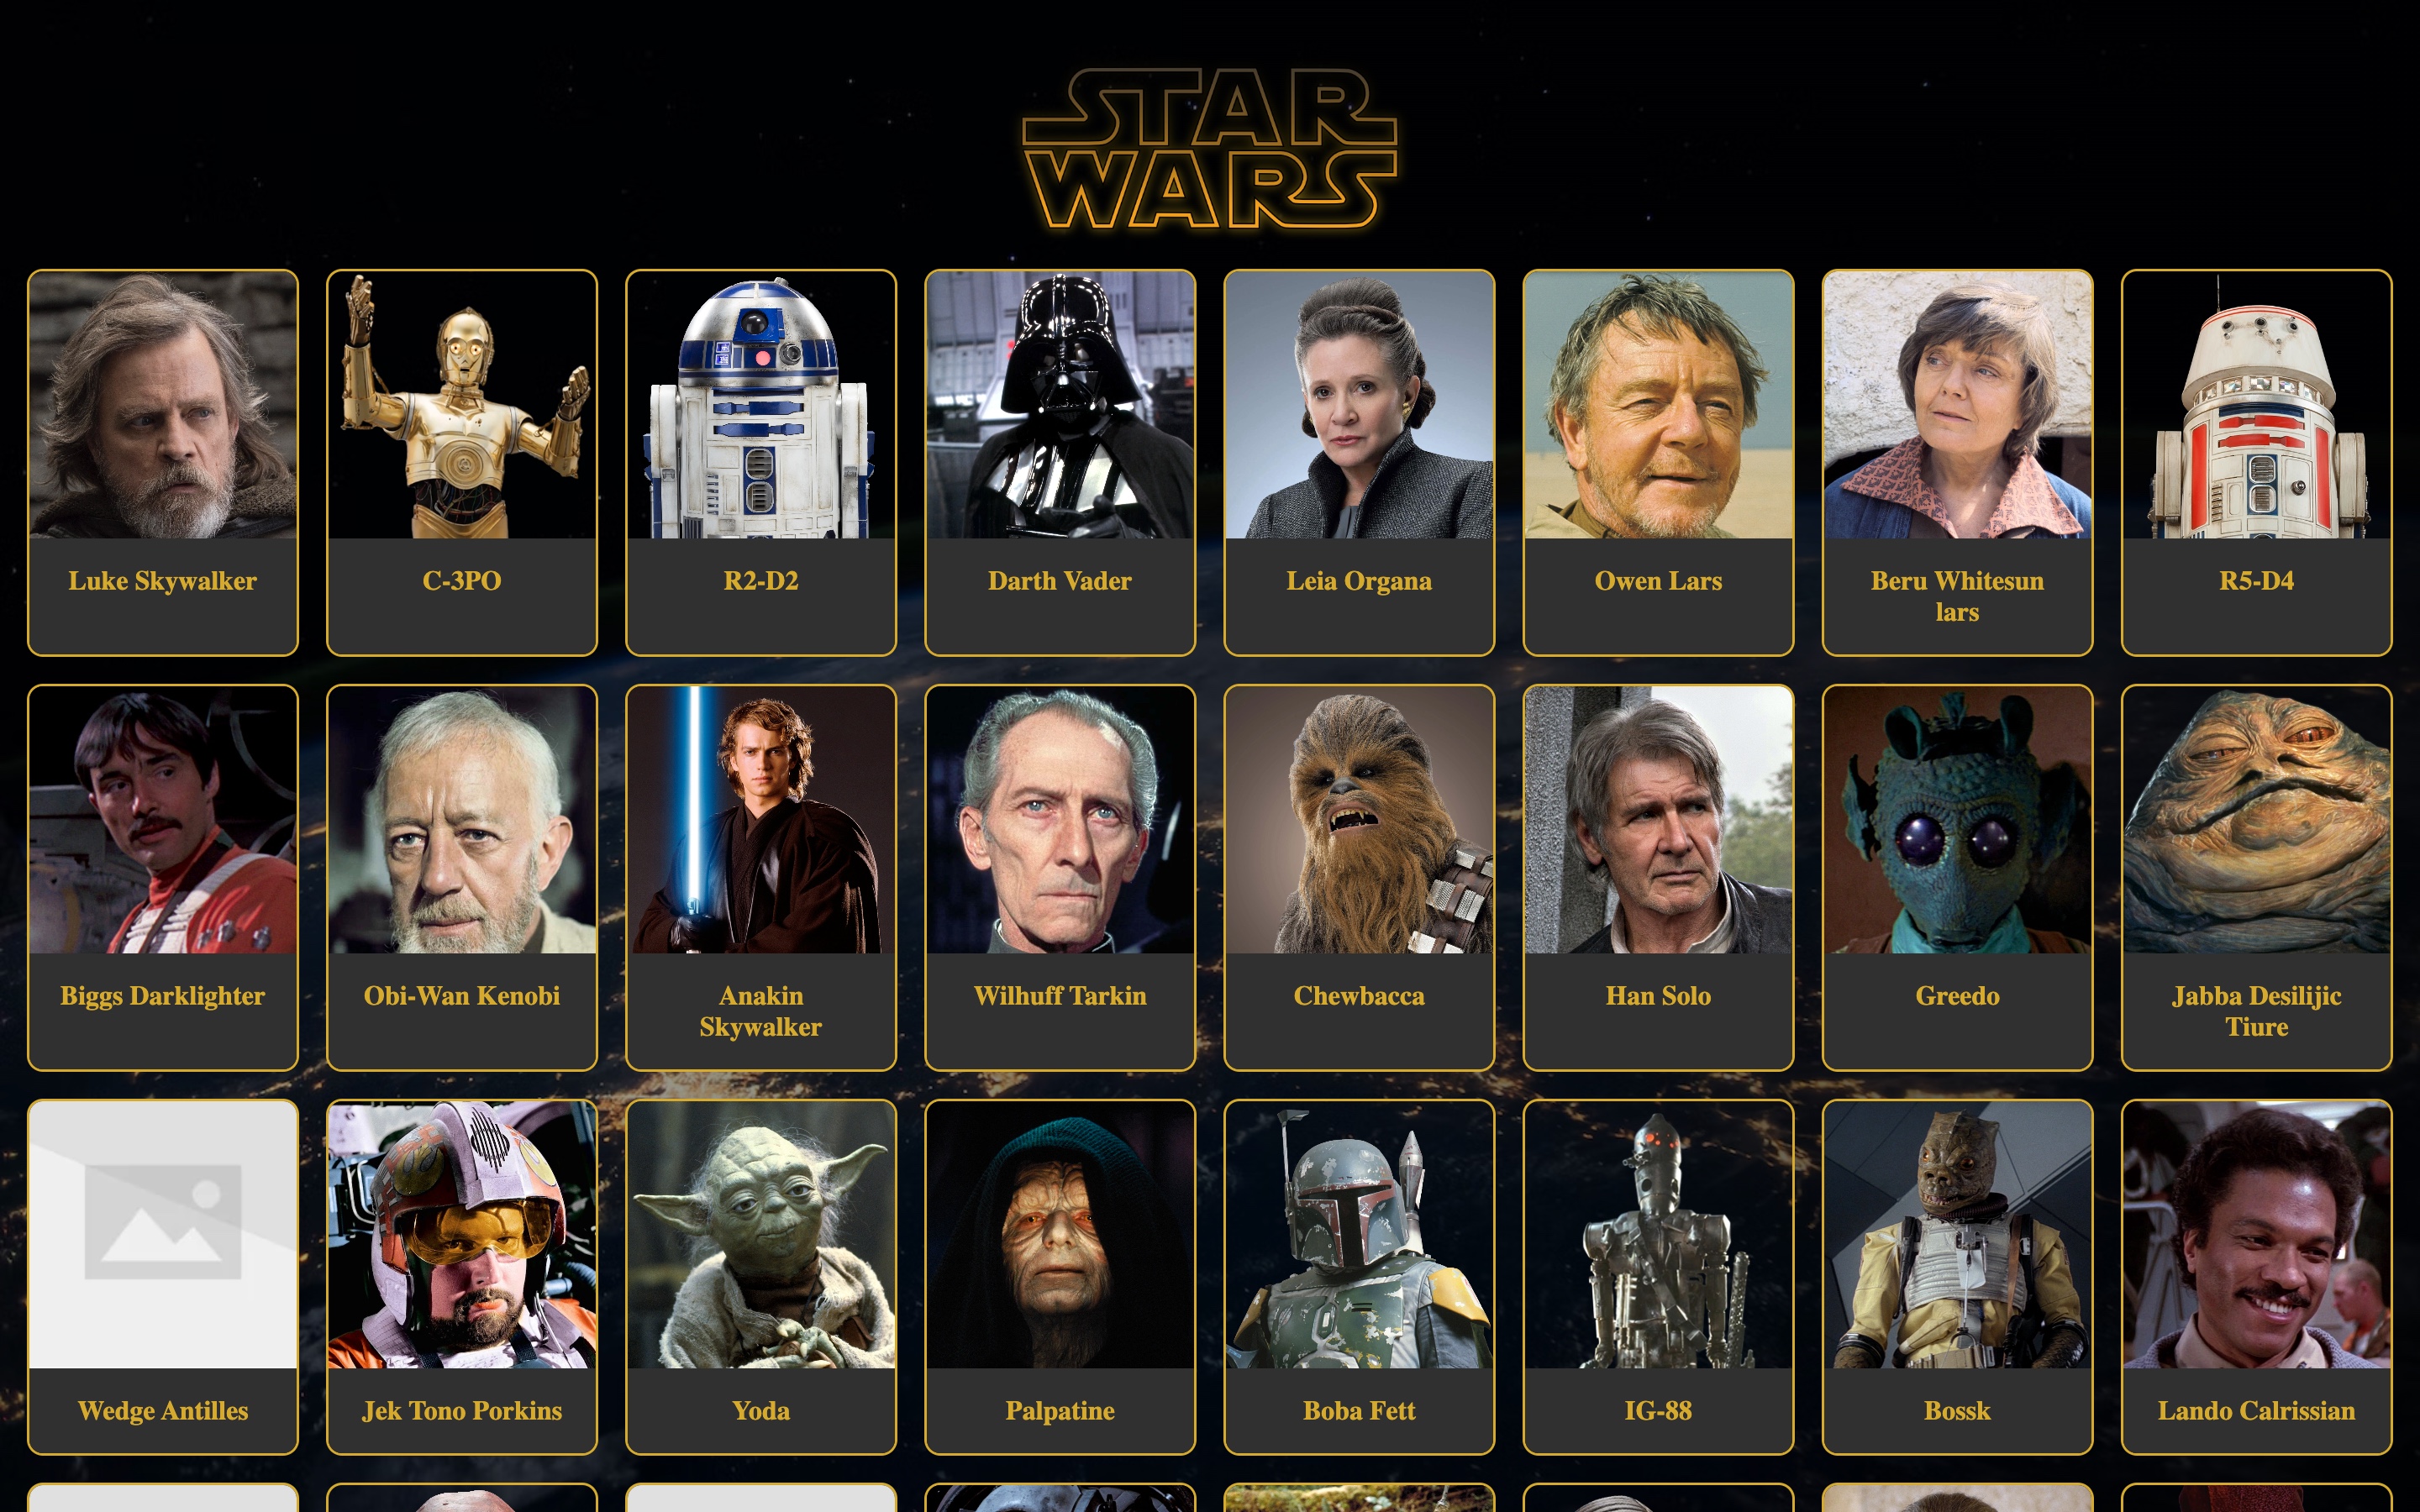 STAR
WARS
Luke Skywalker
C-3PO
R2-D2
Darth Vader
Leia Organa
Owen Lars
Beru Whitesun
lars
R5-D4
Biggs Darklighter
Obi-Wan Kenobi
Anakin
Skywalker
Wilhuff Tarkin
Chewbacca
Han Solo
Greedo
Jabba Desilijic
Tiure
Wedge Antilles
Jek Tono Porkins
Yoda
Palpatine
Boba Fett
IG-88
Bossk
Lando Calrissian